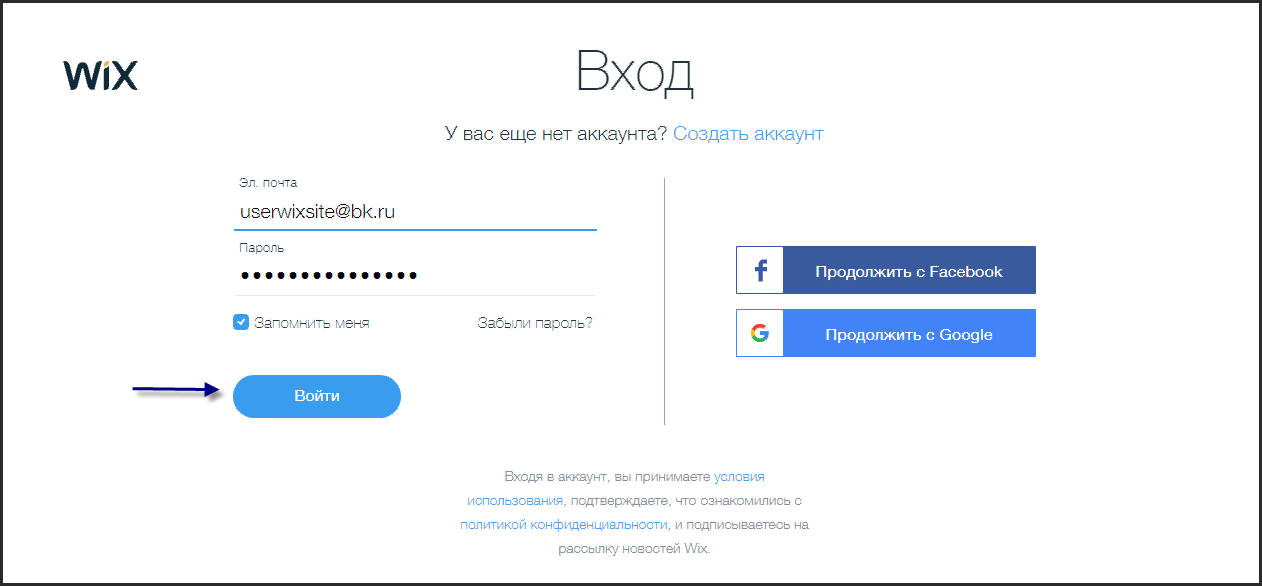 WiX
Вход
У вас еще нет аккаунта? Создать аккаунт
Эл. почта
userwixsite@bk.ru
Пароль
•••••••••••••••
Запомнить меня
Забыли пароль?
Войти
Продолжить с Facebook
Продолжить с Google
Входя в аккаунт, вы принимаете условия
использования, подтверждаете, что ознакомились с
политикой конфиденциальности, и подписываетесь на
рассылку новостей Wix.